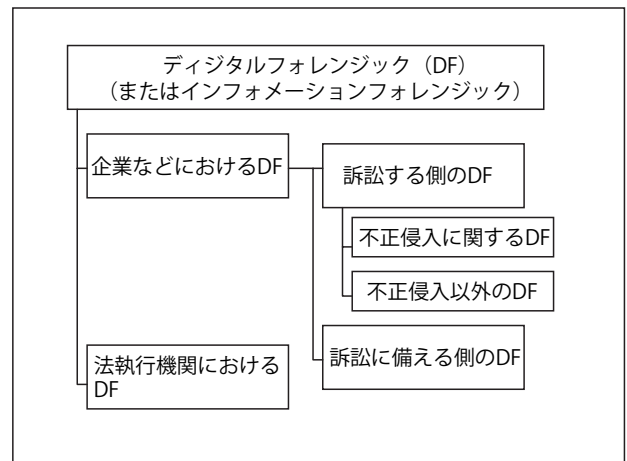 ディジタルフォレンジック（DF）
（またはインフォメーションフォレンジック）
企業などにおけるDF
訴訟する側のDF
不正侵入に関するDF
不正侵入以外のDF
訴訟に備える側のDF
法執行機関における
DF